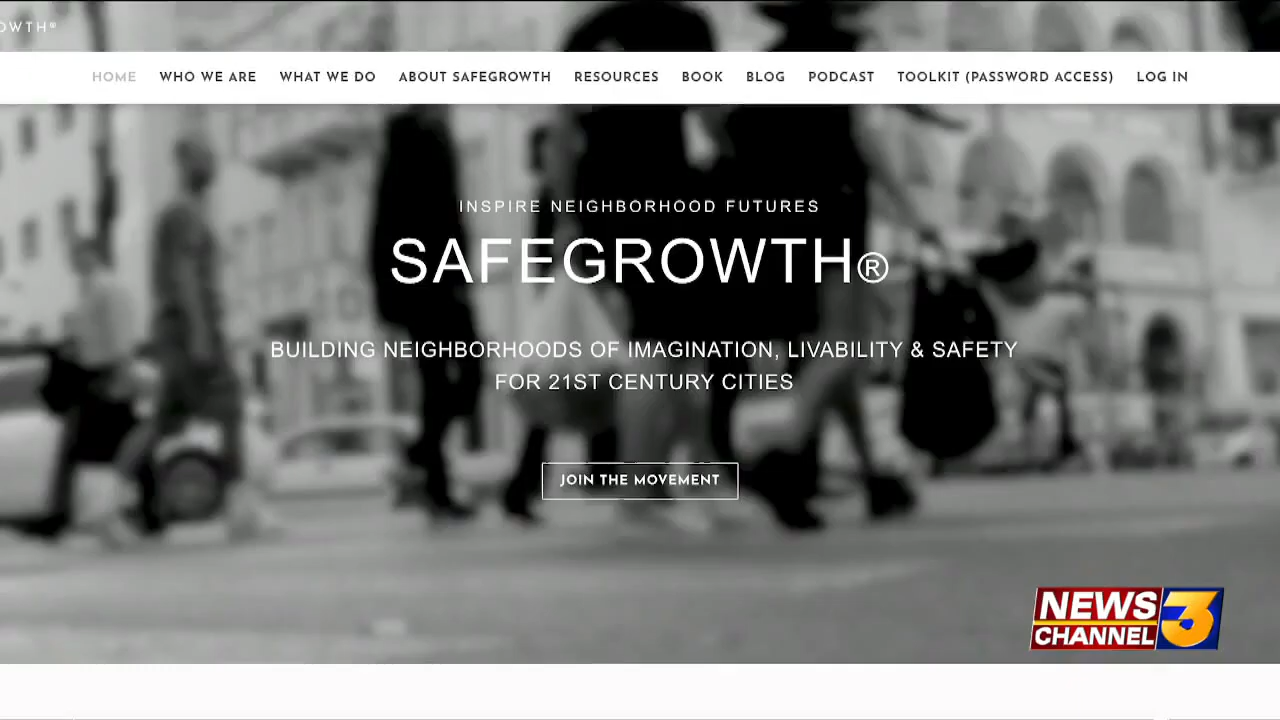 OWTH®
HOME WHO WE ARE WHAT WE DO ABOUT SAFEGROWTH RESOURCES BOOK BLOG PODCAST TOOLKIT (PASSWORD ACCESS) LOG IN
INSPIRE NEIGHBORHOOD FUTURES
SAFEGROWTH®
BUILDING NEIGHBORHOODS OF IMAGINATION, LIVABILITY & SAFETY
FOR 21ST CENTURY CITIES
JOIN THE MOVEMENT
NEWS
CHANNEL 3